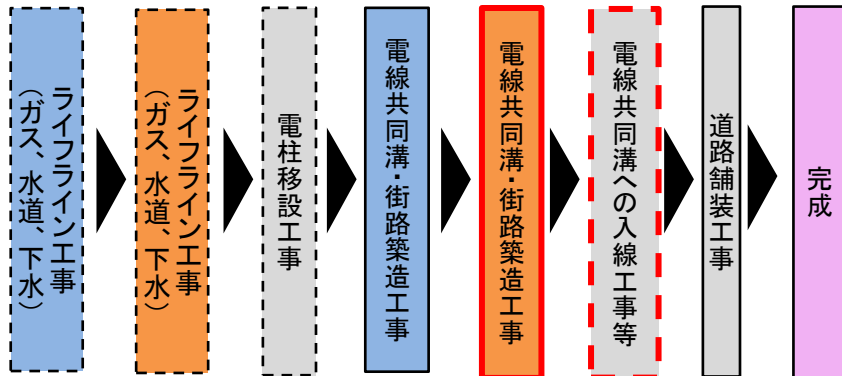 ライフライン工事
（ガス、水道、下水）
ライフライン工事
（ガス、水道、下水）
電柱移設工事
電線共同溝・街路築造工事
電線共同溝・街路築造工事
電線共同溝への入線工事等
道路舗装工事
完成